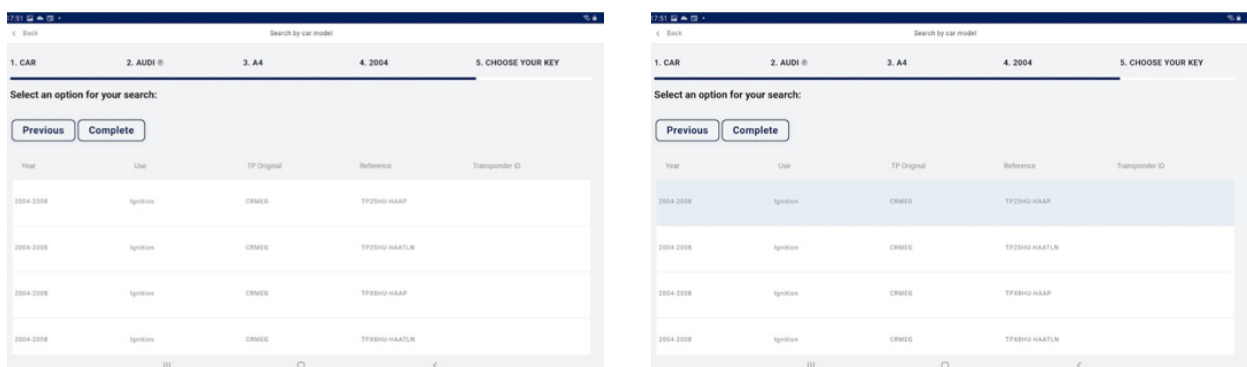 17:51
< Back Search by car model
1. CAR 2. AUDI ® 3. A4 4. 2004 5. CHOOSE YOUR KEY
Select an option for your search:
Previous Complete
Year Use TP Original Reference Transponder ID
2004-2008 Ignition CRMEG TP25HU-HAAP
2004-2008 Ignition CRMEG TP25HU-HAATLN
2004-2008 Ignition CRMEG TPX8HU-HAAP
2004-2008 Ignition CRMEG TPX8HU-HAATLN
17:51
< Back Search by car model
1. CAR 2. AUDI ® 3. A4 4. 2004 5. CHOOSE YOUR KEY
Select an option for your search:
Previous Complete
Year Use TP Original Reference Transponder ID
2004-2008 Ignition CRMEG TP25HU-HAAP
2004-2008 Ignition CRMEG TP25HU-HAATLN
2004-2008 Ignition CRMEG TPX8HU-HAAP
2004-2008 Ignition CRMEG TPX8HU-HAATLN